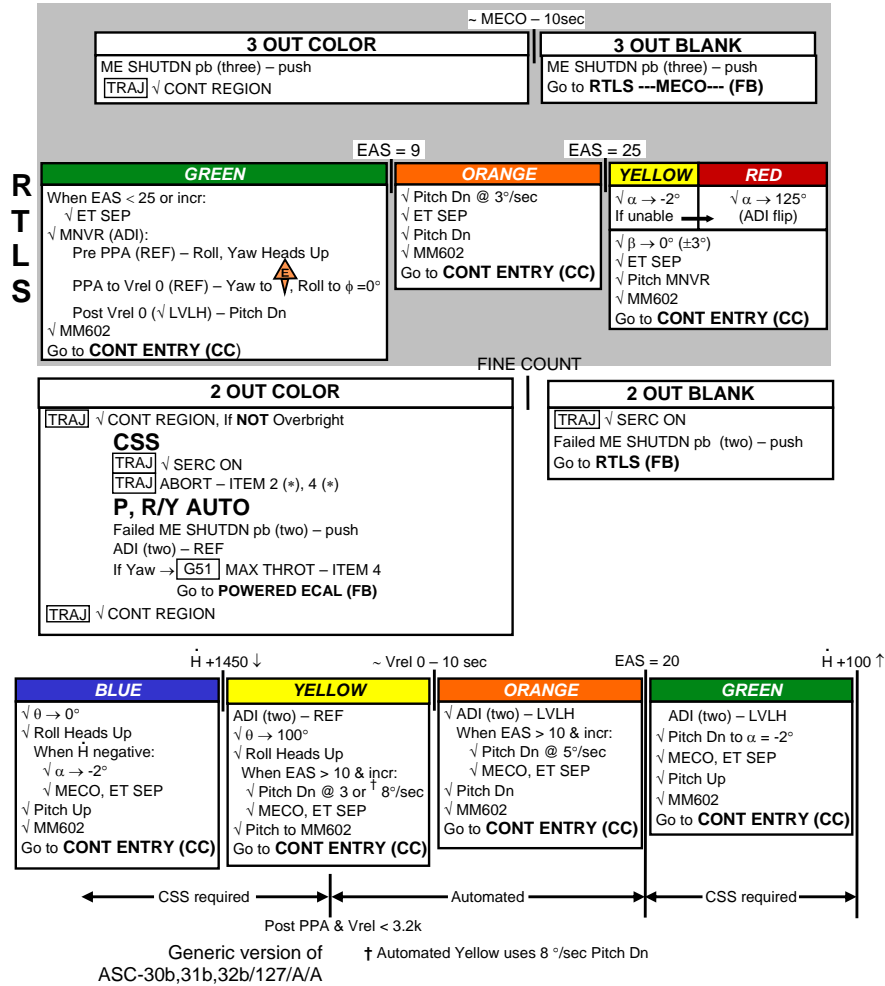 ~ MECO – 10sec
3 OUT COLOR
ME SHUTDN pb (three) – push
TRAJ √ CONT REGION
3 OUT BLANK
ME SHUTDN pb (three) – push
Go to RTLS ---MECO--- (FB)
RTLS
EAS = 9
EAS = 25
GREEN
When EAS < 25 or incr:
√ ET SEP
√ MNVR (ADI):
Pre PPA (REF) – Roll, Yaw Heads Up
E
PPA to Vrel 0 (REF) – Yaw to , Roll to ϕ =0°
Post Vrel 0 (√ LVLH) – Pitch Dn
√ MM602
Go to CONT ENTRY (CC)
ORANGE
√ Pitch Dn @ 3°/sec
√ ET SEP
√ Pitch Dn
√ MM602
Go to CONT ENTRY (CC)
YELLOW
√ α → -2°
If unable
RED
√ α → 125°
(ADI flip)
√ β → 0° (±3°)
√ ET SEP
√ Pitch MNVR
√ MM602
Go to CONT ENTRY (CC)
FINE COUNT
2 OUT COLOR
TRAJ √ CONT REGION, If NOT Overbright
CSS
TRAJ √ SERC ON
TRAJ ABORT – ITEM 2 (∗), 4 (∗)
P, R/Y AUTO
Failed ME SHUTDN pb (two) – push
ADI (two) – REF
If Yaw → G51 MAX THROT – ITEM 4
Go to POWERED ECAL (FB)
TRAJ √ CONT REGION
2 OUT BLANK
TRAJ √ SERC ON
Failed ME SHUTDN pb (two) – push
Go to RTLS (FB)
Ḣ +1450 ↓
~ Vrel 0 – 10 sec
EAS = 20
Ḣ +100 ↑
BLUE
√ θ → 0°
√ Roll Heads Up
When Ḣ negative:
√ α → -2°
√ MECO, ET SEP
√ Pitch Up
√ MM602
Go to CONT ENTRY (CC)
YELLOW
ADI (two) – REF
√ θ → 100°
√ Roll Heads Up
When EAS > 10 & incr:
√ Pitch Dn @ 3 or † 8°/sec
√ MECO, ET SEP
√ Pitch to MM602
Go to CONT ENTRY (CC)
ORANGE
√ ADI (two) – LVLH
When EAS > 10 & incr:
√ Pitch Dn @ 5°/sec
√ MECO, ET SEP
√ Pitch Dn
√ MM602
Go to CONT ENTRY (CC)
GREEN
ADI (two) – LVLH
√ Pitch Dn to α = -2°
√ MECO, ET SEP
√ Pitch Up
√ MM602
Go to CONT ENTRY (CC)
CSS required
Automated
CSS required
Post PPA & Vrel < 3.2k
Generic version of
ASC-30b,31b,32b/127/A/A
† Automated Yellow uses 8 °/sec Pitch Dn